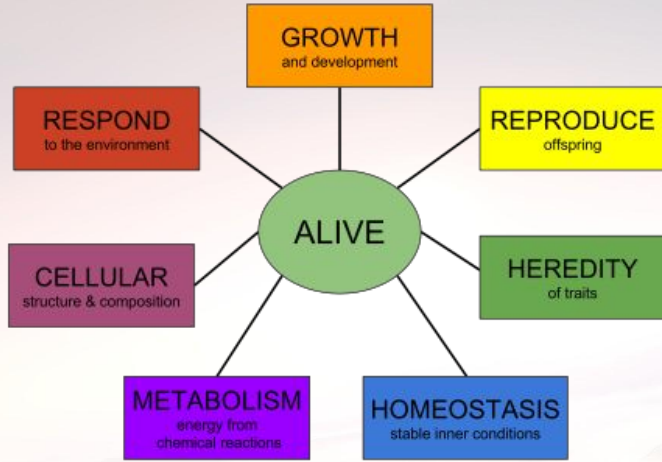 GROWTH
and development
RESPOND
to the environment
REPRODUCE
offspring
ALIVE
CELLULAR
structure & composition
HEREDITY
of traits
METABOLISM
energy from
chemical reactions
HOMEOSTASIS
stable inner conditions